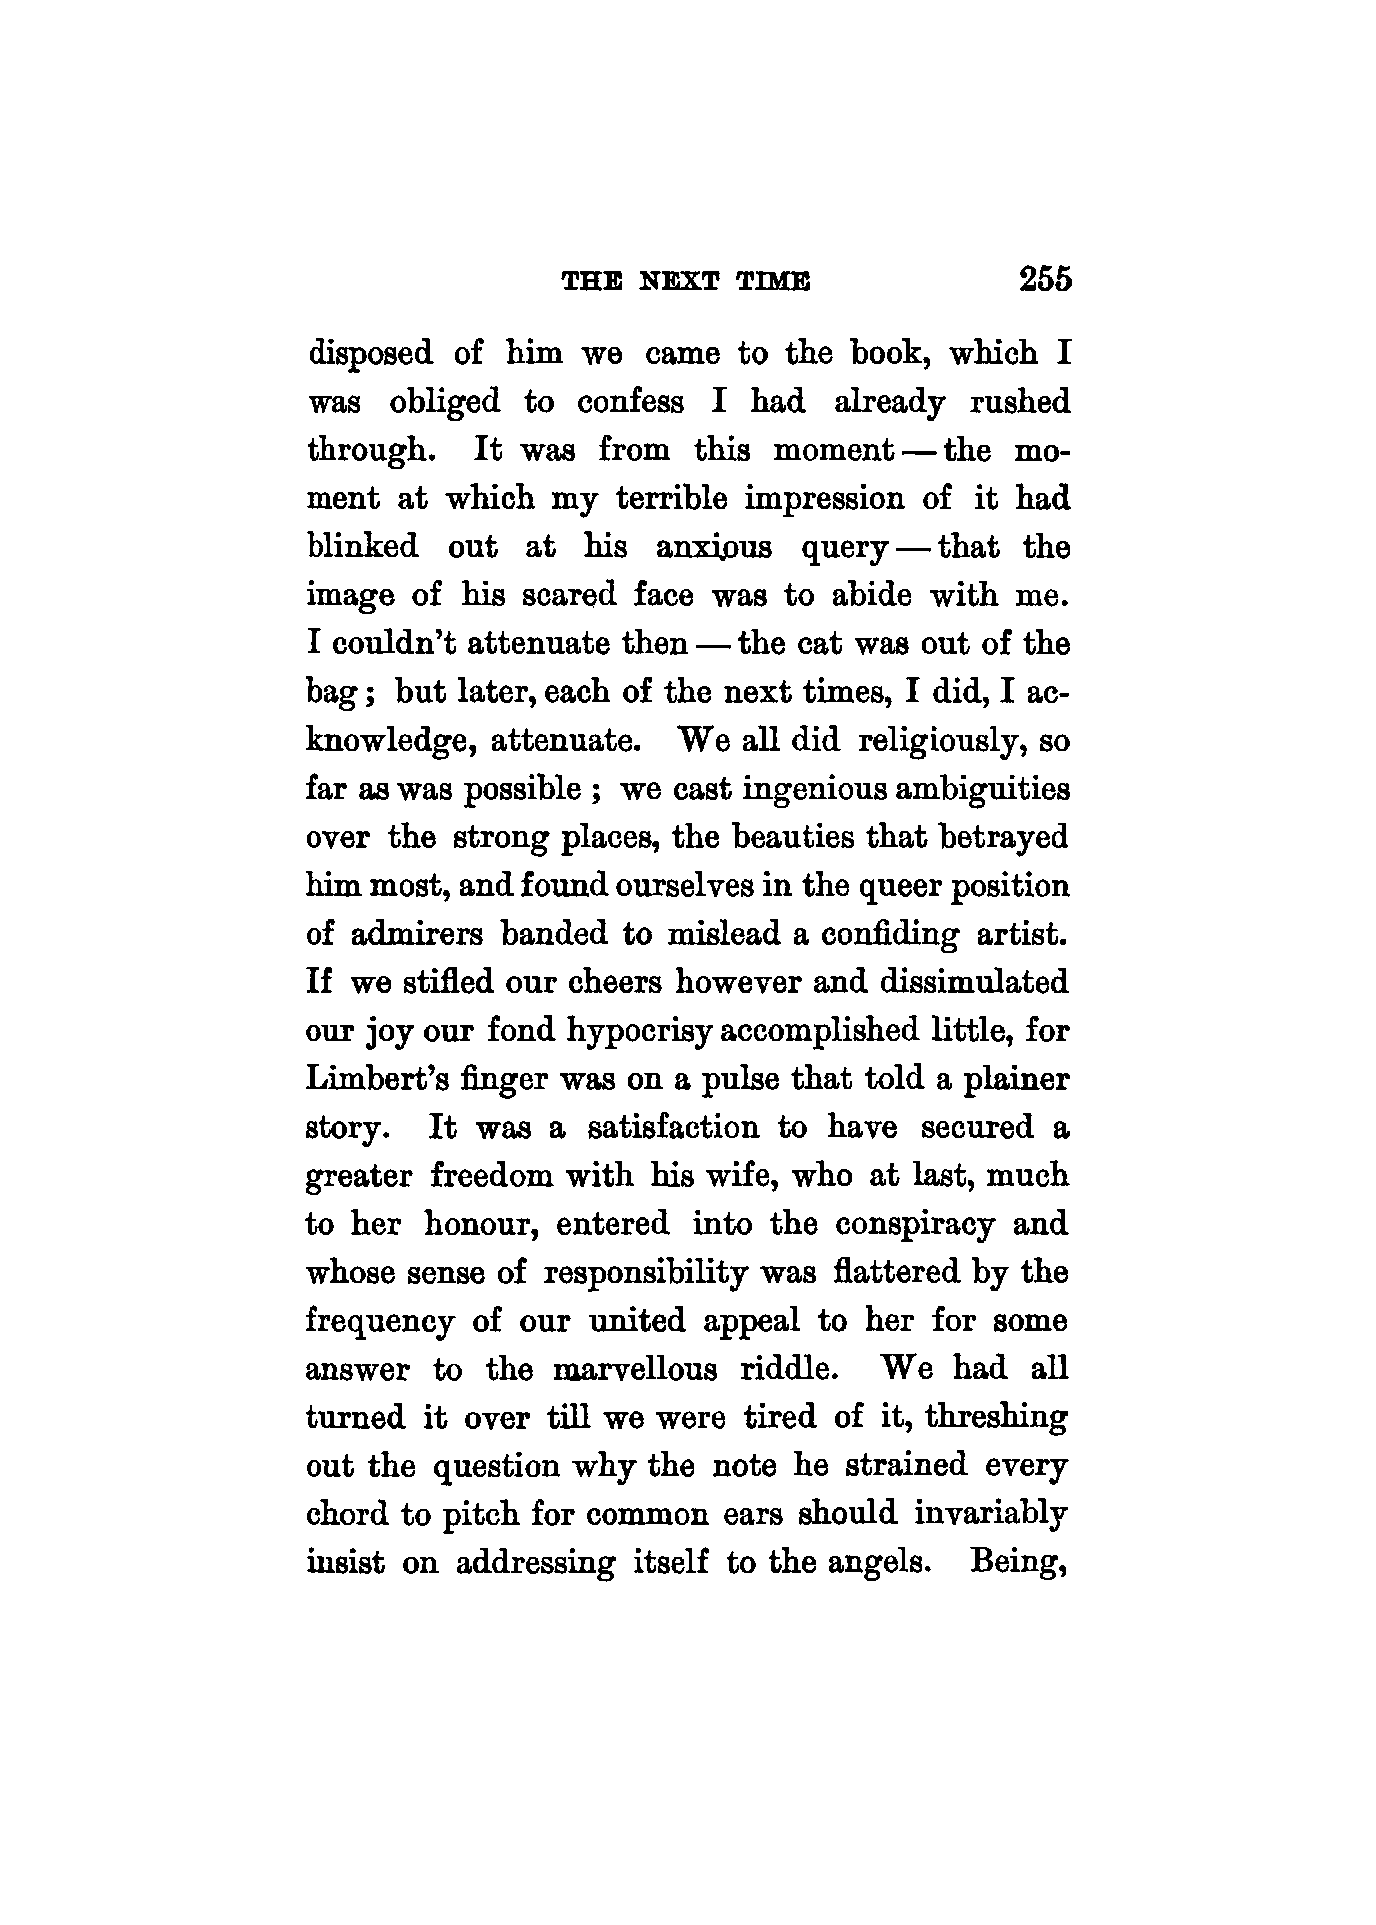 THE NEXT TIME 255
disposed of him we came to the book, which I
was obliged to confess I had already rushed
through. It was from this moment — the mo-
ment at which my terrible impression of it had
blinked out at his anxious query — that the
image of his scared face was to abide with me.
I couldn't attenuate then — the cat was out of the
bag; but later, each of the next times, I did, I ac-
knowledge, attenuate. We all did religiously, so
far as was possible; we cast ingenious ambiguities
over the strong places, the beauties that betrayed
him most, and found ourselves in the queer position
of admirers banded to mislead a confiding artist.
If we stifled our cheers however and dissimulated
our joy our fond hypocrisy accomplished little, for
Limbert's finger was on a pulse that told a plainer
story. It was a satisfaction to have secured a
greater freedom with his wife, who at last, much
to her honour, entered into the conspiracy and
whose sense of responsibility was flattered by the
frequency of our united appeal to her for some
answer to the marvellous riddle. We had all
turned it over till we were tired of it, threshing
out the question why the note he strained every
chord to pitch for common ears should invariably
insist on addressing itself to the angels. Being,